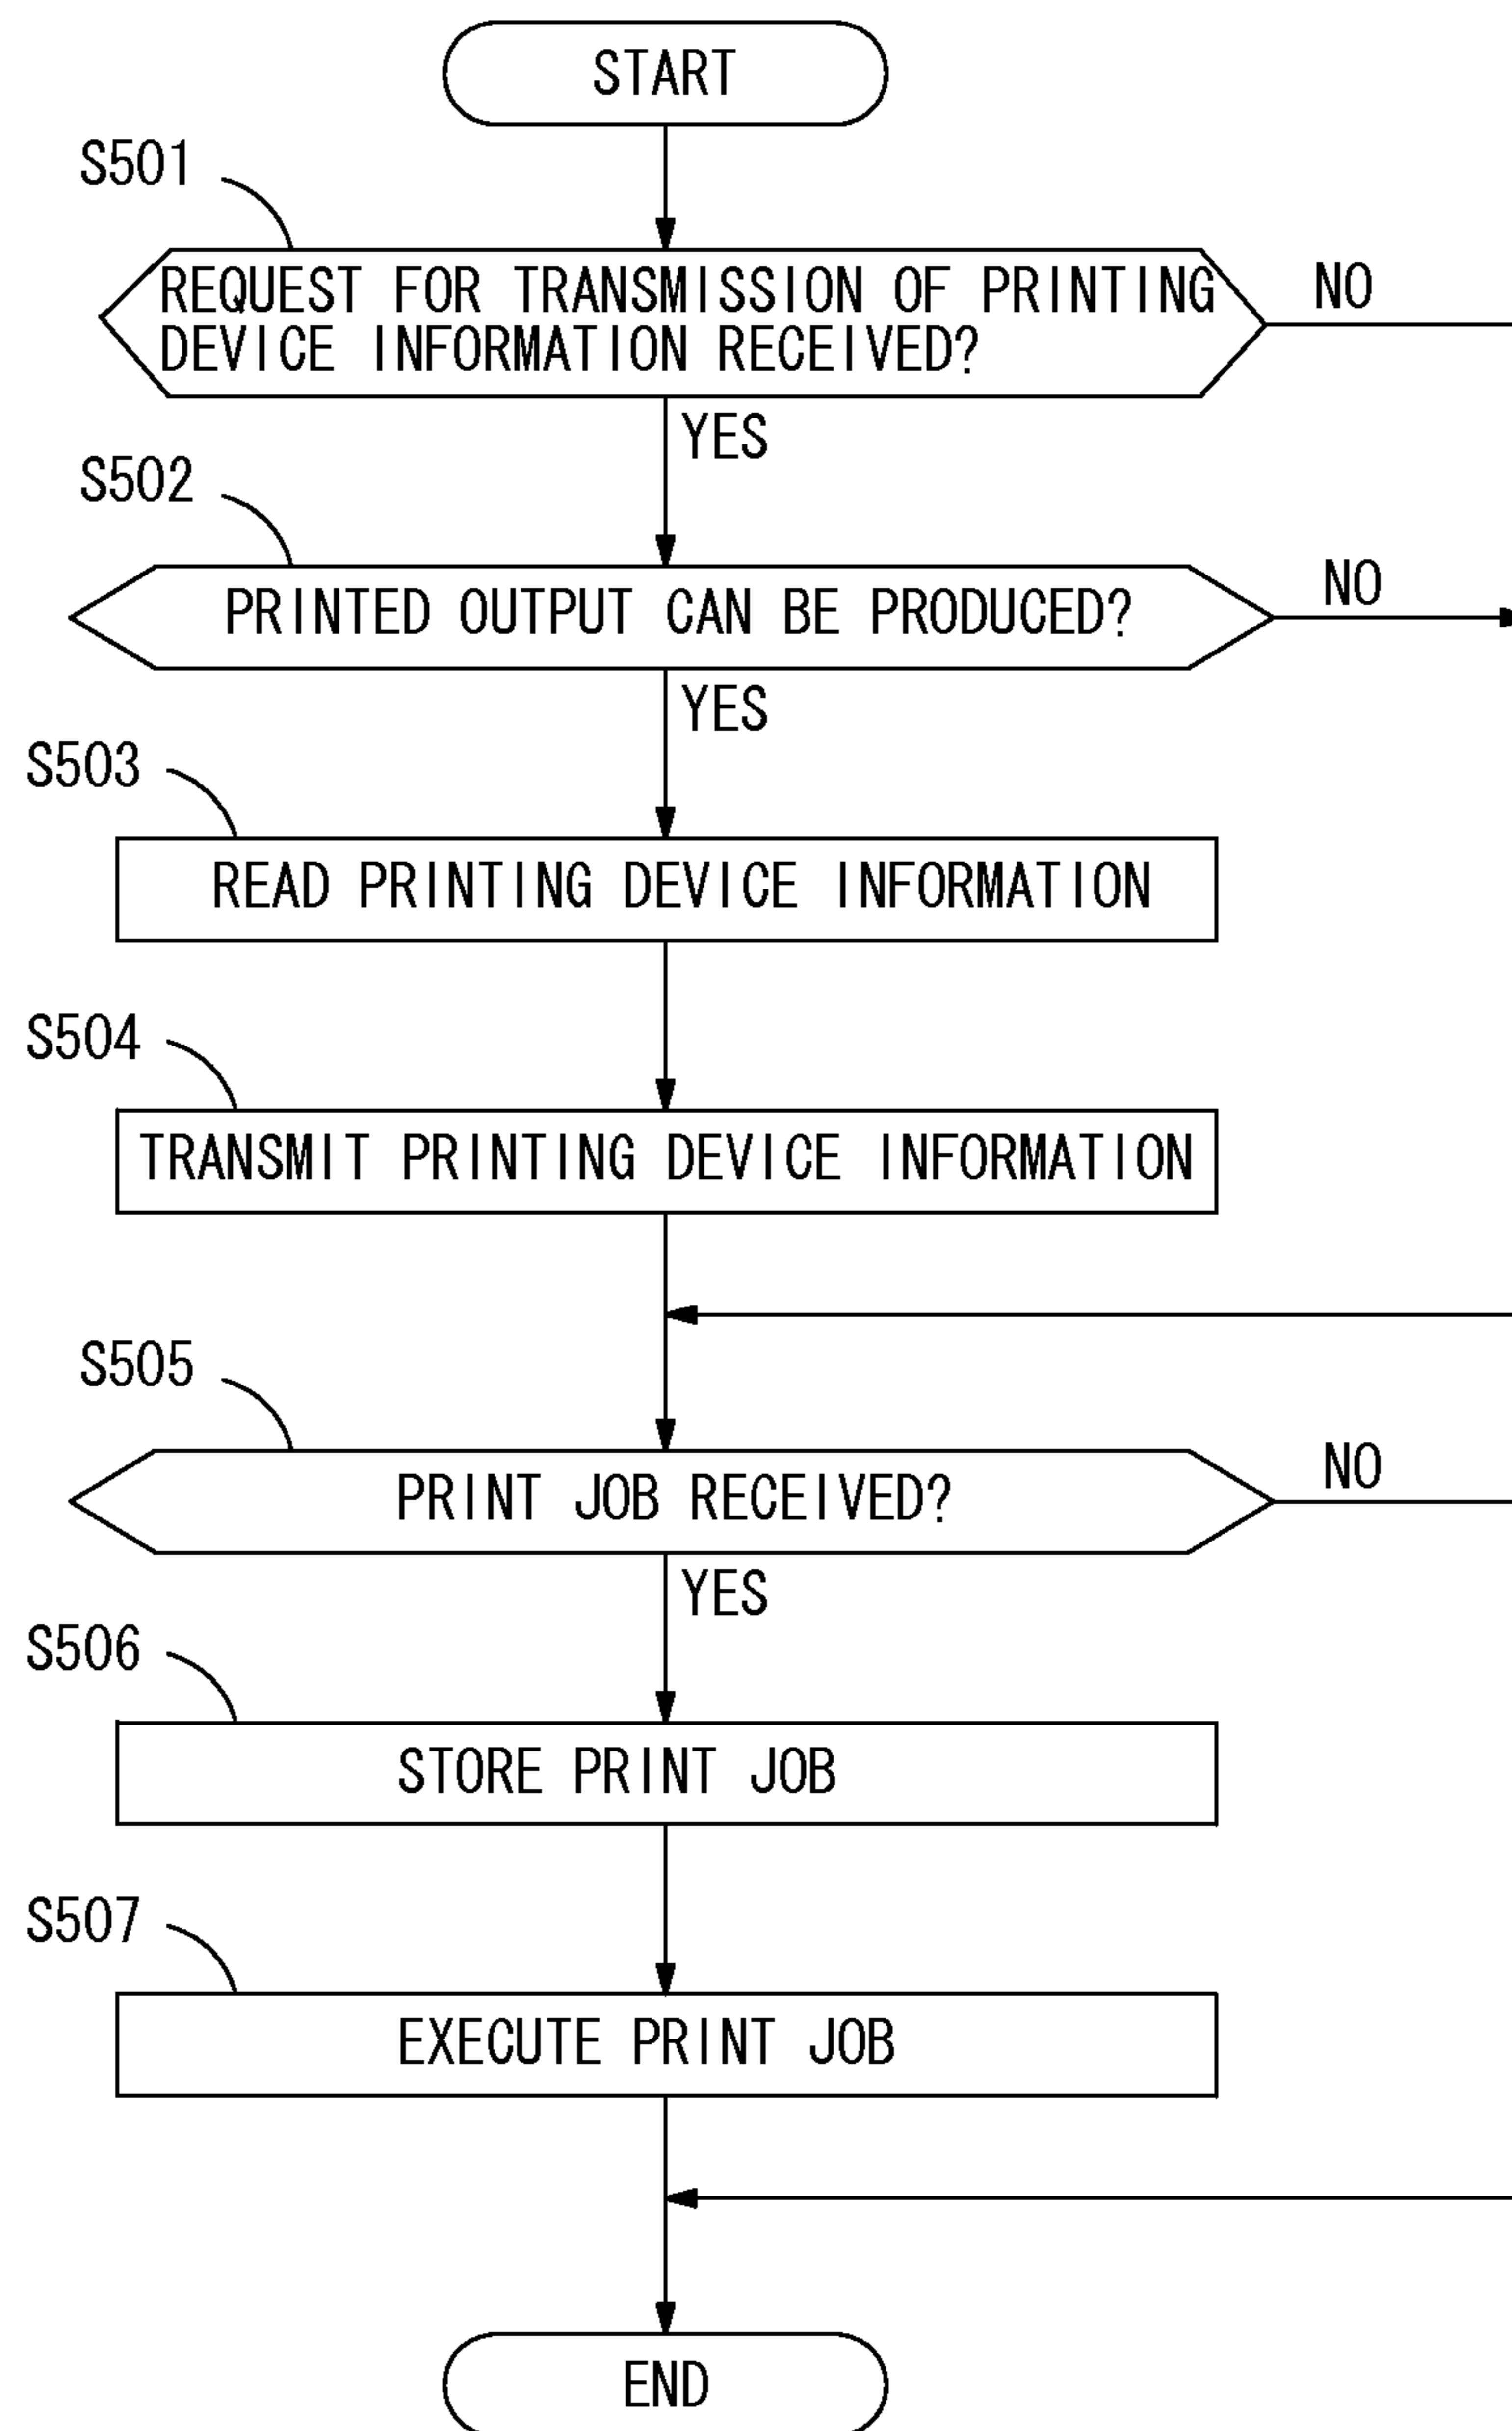 START
S501
REQUEST FOR TRANSMISSION OF PRINTING
DEVICE INFORMATION RECEIVED?
NO
YES
S502
PRINTED OUTPUT CAN BE PRODUCED?
NO
YES
S503
READ PRINTING DEVICE INFORMATION
S504
TRANSMIT PRINTING DEVICE INFORMATION
S505
PRINT JOB RECEIVED?
NO
YES
S506
STORE PRINT JOB
S507
EXECUTE PRINT JOB
END